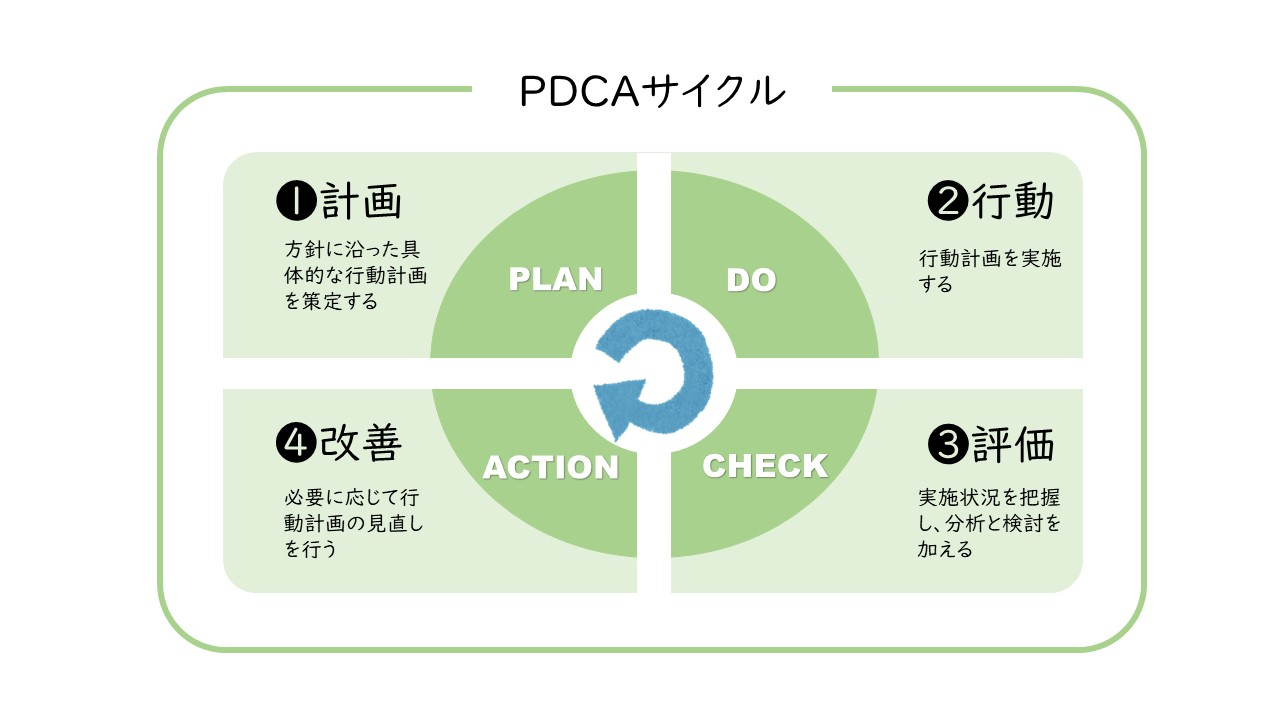 PDCAサイクル
❶計画
方針に沿った具
体的な行動計画
を策定する
PLAN
DO
❷行動
行動計画を実施
する
❹改善
必要に応じて行
動計画の見直し
を行う
ACTION
CHECK
❸評価
実施状況を把握
し、分析と検討を
加える